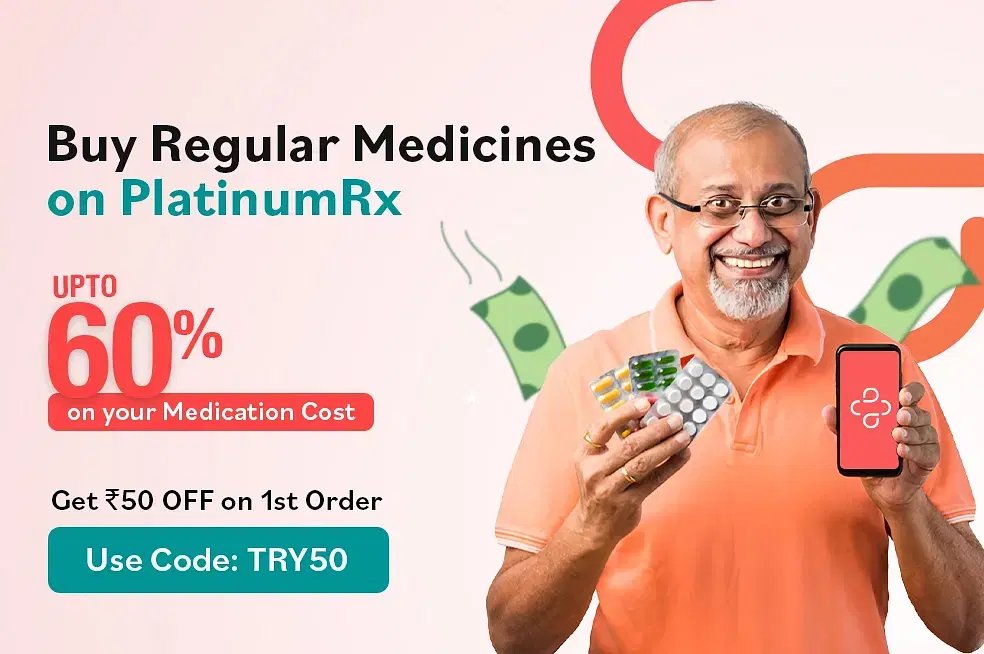 Buy Regular Medicines
on PlatinumRx
UPTO
60%
on your Medication Cost
Get ₹50 OFF on 1st Order
Use Code: TRY50